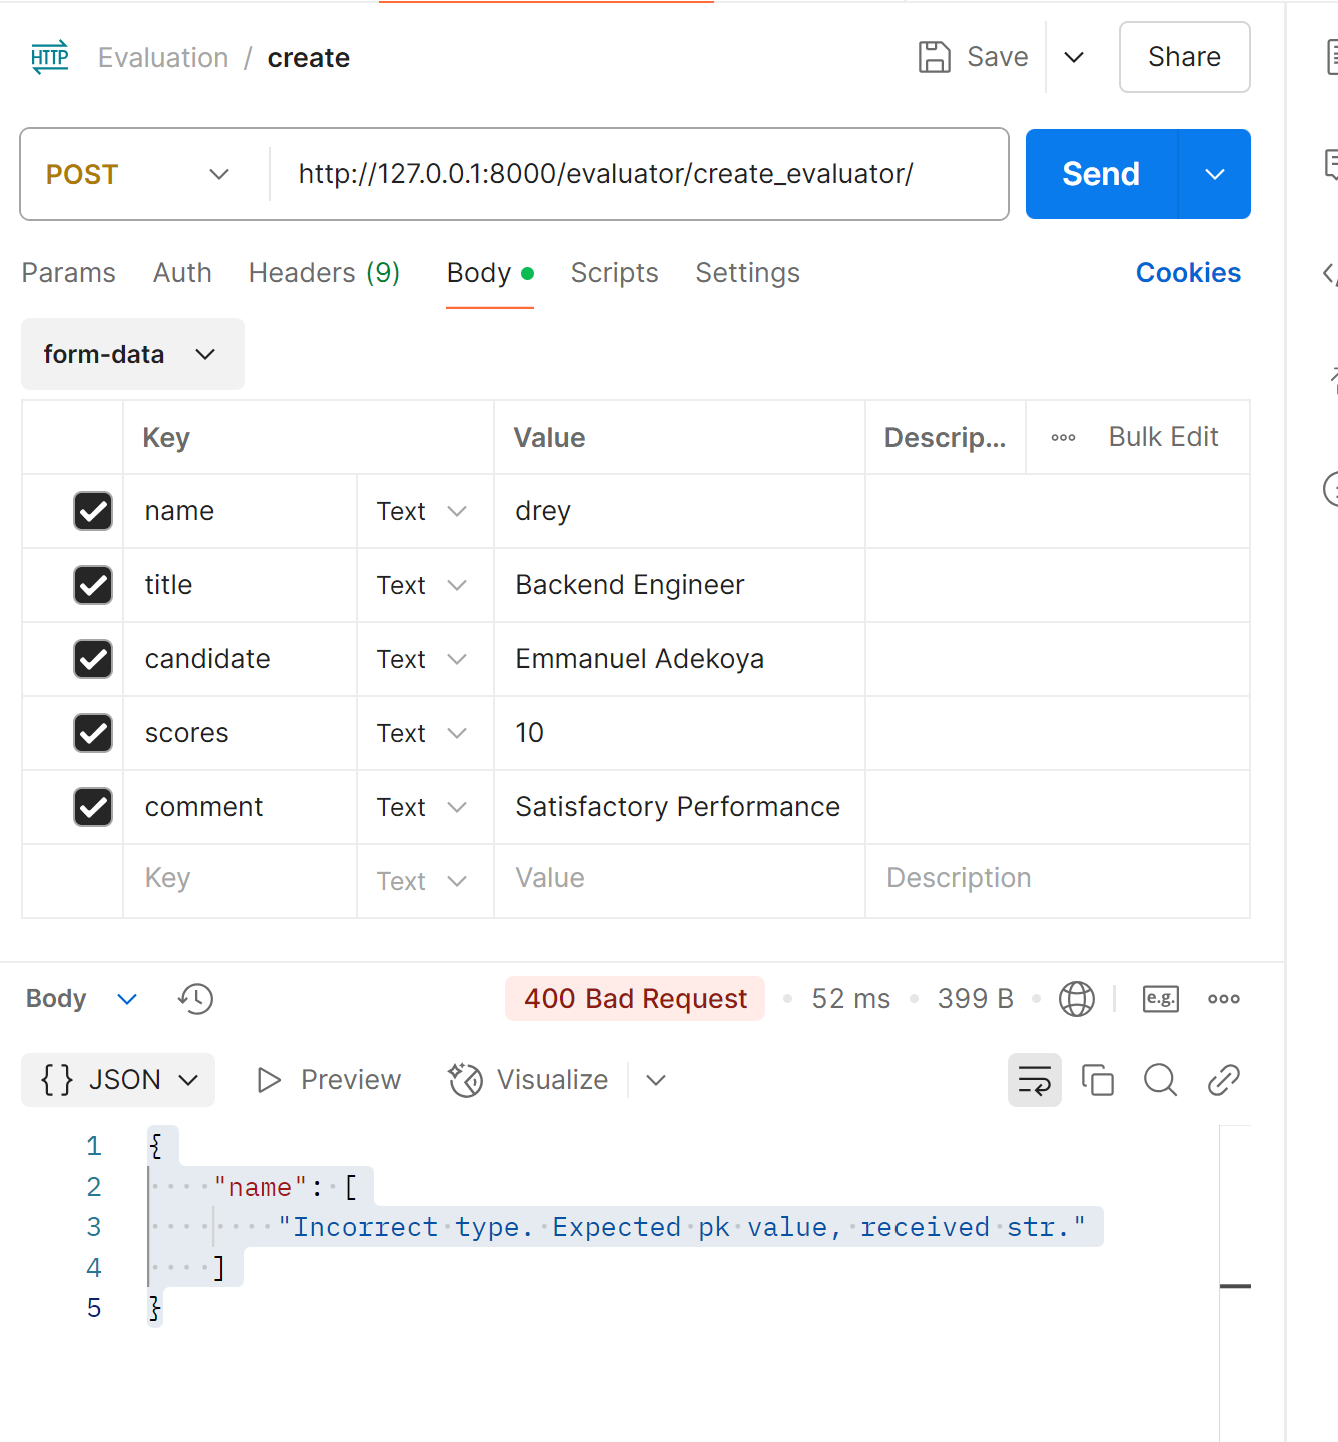 HTTP Evaluation / create Save Share
POST http://127.0.0.1:8000/evaluator/create_evaluator/ Send
Params Auth Headers (9) Body Scripts Settings Cookies
form-data
Key Value Descrip... Bulk Edit
name Text drey
title Text Backend Engineer
candidate Text Emmanuel Adekoya
scores Text 10
comment Text Satisfactory Performance
Key Text Value Description
Body 400 Bad Request 52 ms 399 B e.g.
{} JSON Preview Visualize
1 {
2 "name": [
3 "Incorrect type. Expected pk value, received str."
4 ]
5 }